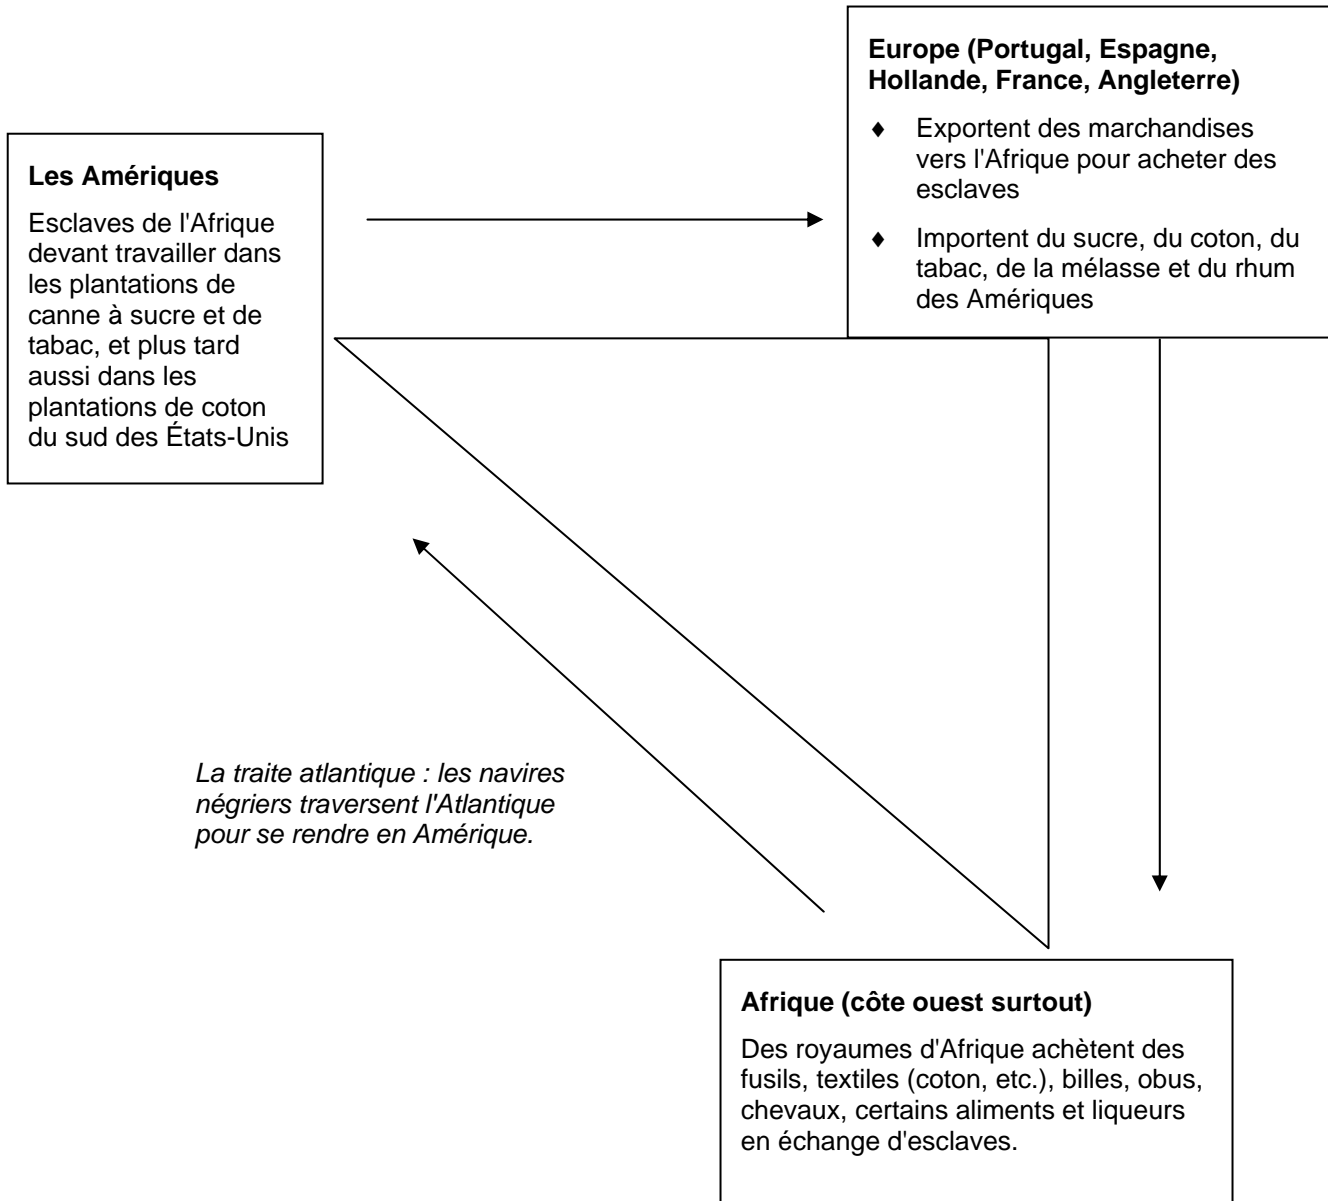 Europe (Portugal, Espagne,
Hollande, France, Angleterre)
♦ Exportent des marchandises
vers l'Afrique pour acheter des
esclaves
♦ Importent du sucre, du coton, du
tabac, de la mélasse et du rhum
des Amériques
Les Amériques
Esclaves de l'Afrique
devant travailler dans
les plantations de
canne à sucre et de
tabac, et plus tard
aussi dans les
plantations de coton
du sud des États-Unis
La traite atlantique : les navires
négriers traversent l'Atlantique
pour se rendre en Amérique.
Afrique (côte ouest surtout)
Des royaumes d'Afrique achètent des
fusils, textiles (coton, etc.), billes, obus,
chevaux, certains aliments et liqueurs
en échange d'esclaves.